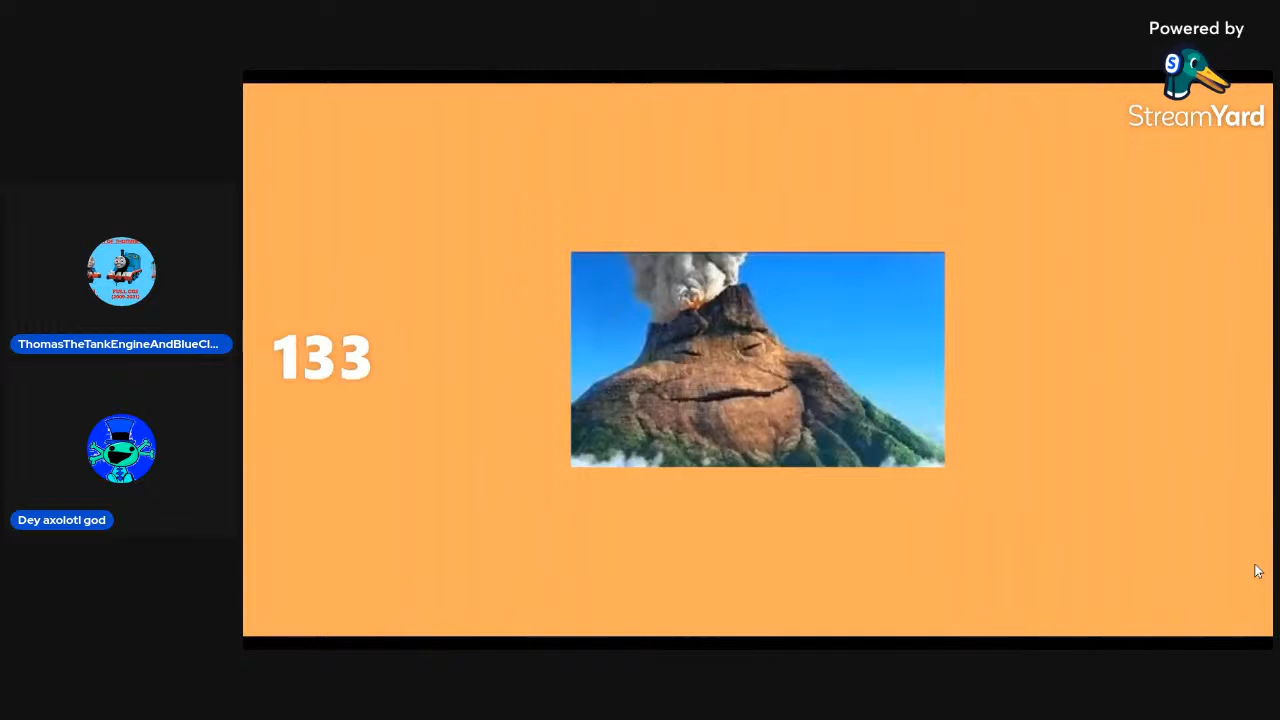 Powered by
StreamYard
133
ThomasTheTankEngineAndBlueCl...
Dey axolotl god